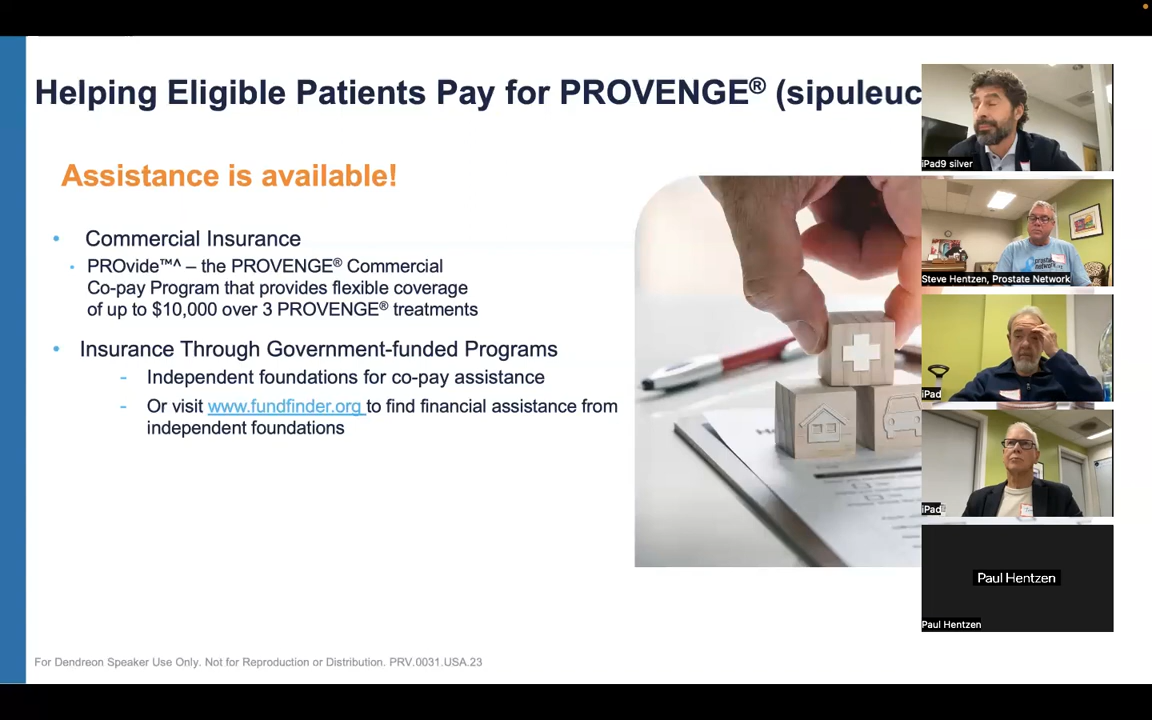 Helping Eligible Patients Pay for PROVENGE® (sipuleuc
Assistance is available!
• Commercial Insurance
• PROvide™^ – the PROVENGE® Commercial
Co-pay Program that provides flexible coverage
of up to $10,000 over 3 PROVENGE® treatments
• Insurance Through Government-funded Programs
- Independent foundations for co-pay assistance
- Or visit www.fundfinder.org to find financial assistance from
independent foundations
For Dendreon Speaker Use Only. Not for Reproduction or Distribution. PRV.0031.USA.23
iPad9 silver
Steve Hentzen, Prostate Network
iPad
iPad
Paul Hentzen
Paul Hentzen